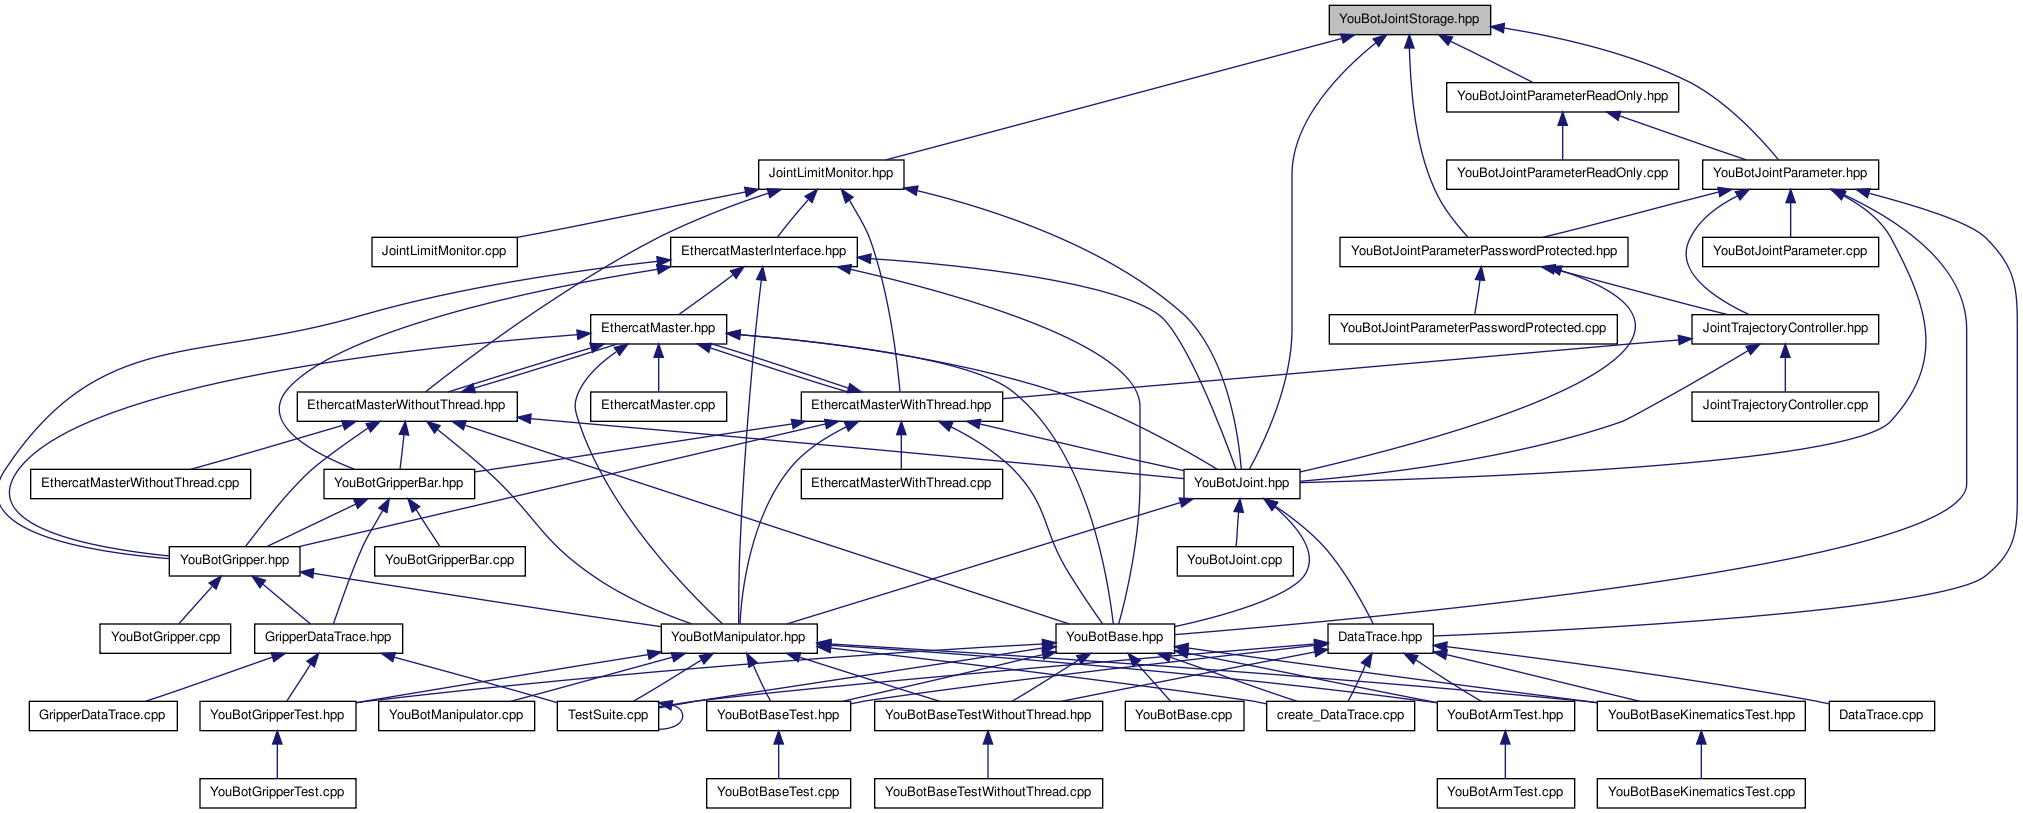 YouBotJointStorage.hpp
YouBotJointParameterReadOnly.hpp
JointLimitMonitor.hpp
YouBotJointParameterReadOnly.cpp
YouBotJointParameter.hpp
JointLimitMonitor.cpp
EthercatMasterInterface.hpp
YouBotJointParameterPasswordProtected.hpp
YouBotJointParameter.cpp
EthercatMaster.hpp
YouBotJointParameterPasswordProtected.cpp
JointTrajectoryController.hpp
EthercatMasterWithoutThread.hpp
EthercatMaster.cpp
EthercatMasterWithThread.hpp
JointTrajectoryController.cpp
EthercatMasterWithoutThread.cpp
YouBotGripperBar.hpp
EthercatMasterWithThread.cpp
YouBotJoint.hpp
YouBotGripper.hpp
YouBotGripperBar.cpp
YouBotJoint.cpp
YouBotGripper.cpp
GripperDataTrace.hpp
YouBotManipulator.hpp
YouBotBase.hpp
DataTrace.hpp
GripperDataTrace.cpp
YouBotGripperTest.hpp
YouBotManipulator.cpp
TestSuite.cpp
YouBotBaseTest.hpp
YouBotBaseTestWithoutThread.hpp
YouBotBase.cpp
create_DataTrace.cpp
YouBotArmTest.hpp
YouBotBaseKinematicsTest.hpp
DataTrace.cpp
YouBotGripperTest.cpp
YouBotBaseTest.cpp
YouBotBaseTestWithoutThread.cpp
YouBotArmTest.cpp
YouBotBaseKinematicsTest.cpp